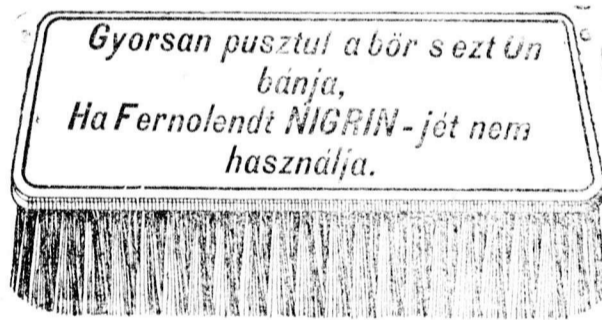 Gyorsan pusztul a bőr s ezt Ön
bánja,
Ha Fernolendt NIGRIN-jét nem
használja.